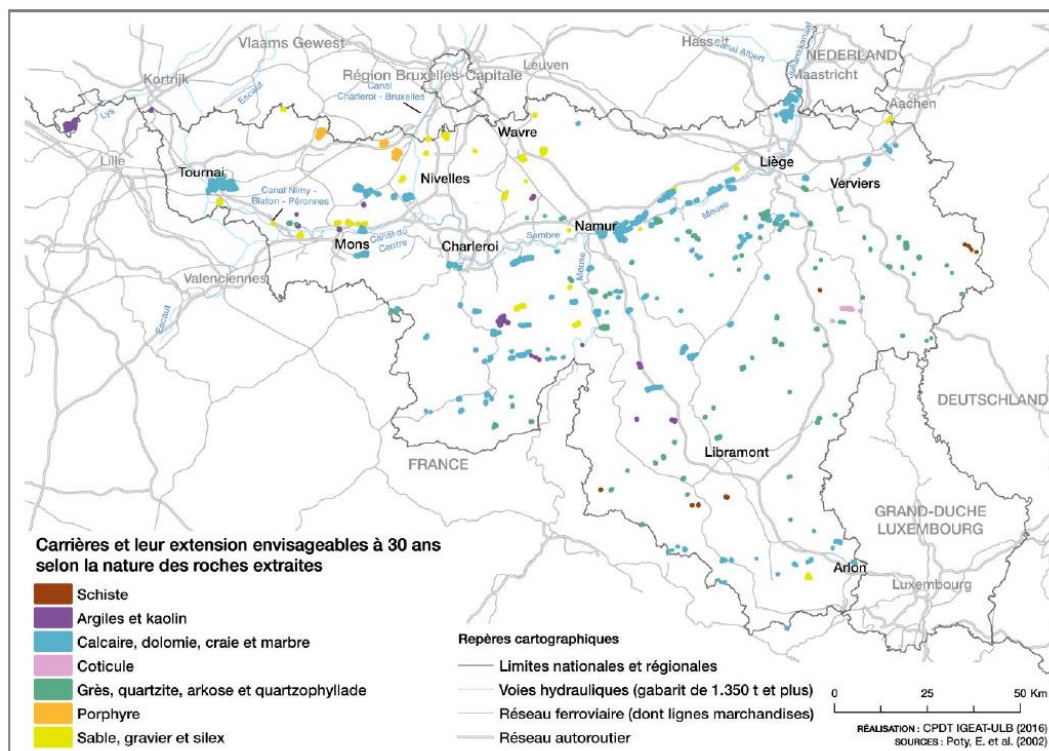 Vlaams Gewest
Hasselt
NEDERLAND
Canal Albert
Julianakanaal
Leuven
Maastricht
Région Bruxelles-Capitale
Kortrijk
Canal
Charleroi - Bruxelles
Escaut
Aachen
Lys
Wavre
Lille
Liège
Tournai
Nivelles
Verviers
Canal Nimy -
Blaton - Péronnes
Meuse
Namur
Mons
Canal du
Centre
Charleroi
Sambre
Meuse
Valenciennes
Escaut
DEUTSCHLAND
FRANCE
Libramont
GRAND-DUCHE
LUXEMBOURG
Arlon
Luxembourg
Carrières et leur extension envisageables à 30 ans
selon la nature des roches extraites
Schiste
Argiles et kaolin
Calcaire, dolomie, craie et marbre
Coticule
Grès, quartzite, arkose et quartzophyllade
Porphyre
Sable, gravier et silex
Repères cartographiques
Limites nationales et régionales
Voies hydrauliques (gabarit de 1.350 t et plus)
Réseau ferroviaire (dont lignes marchandises)
Réseau autoroutier
0 25 50 Km
RÉALISATION : CPDT IGEAT-ULB (2016)
SOURCES : Poty, E. et al. (2002)